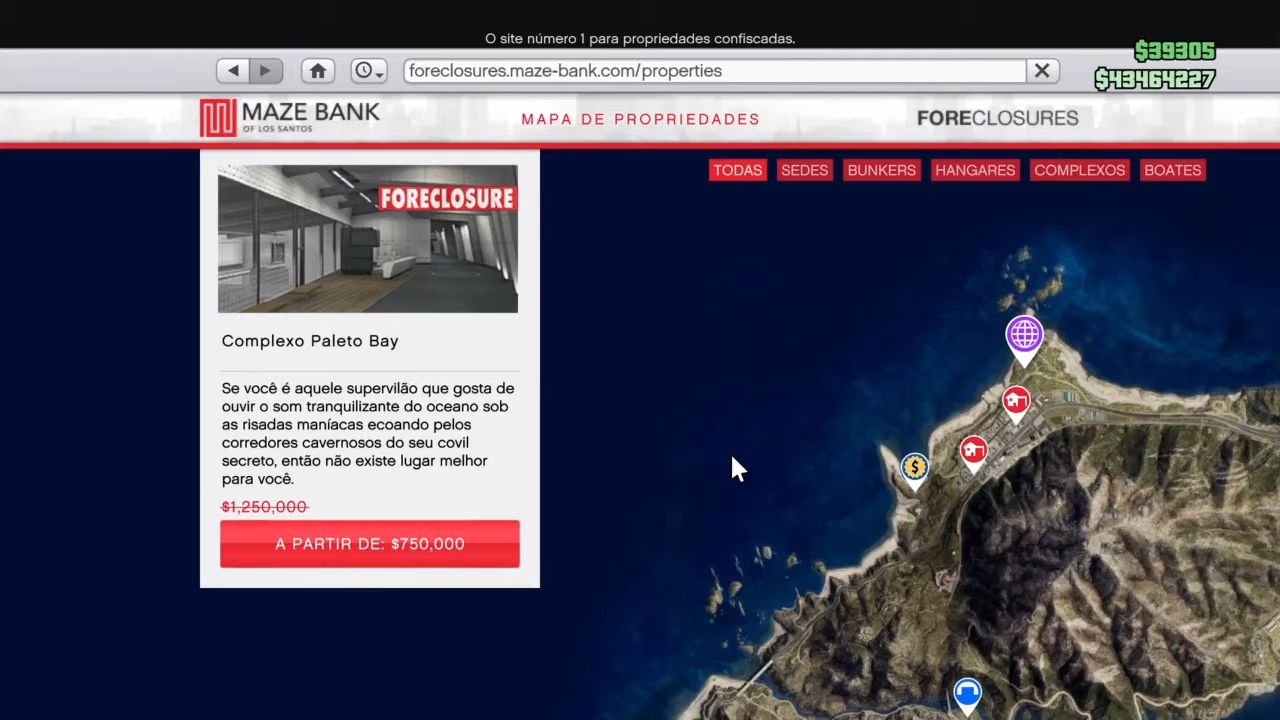 O site número 1 para propriedades confiscadas.
$39305
foreclosures.maze-bank.com/properties
$43464227
MAZE BANK
OF LOS SANTOS
MAPA DE PROPRIEDADES
FORECLOSURES
TODAS
SEDES
BUNKERS
HANGARES
COMPLEXOS
BOATES
FORECLOSURE
Complexo Paleto Bay
Se você é aquele supervilão que gosta de
ouvir o som tranquilizante do oceano sob
as risadas maníacas ecoando pelos
corredores cavernosos do seu covil
secreto, então não existe lugar melhor
para você.
$1,250,000
A PARTIR DE: $750,000
$